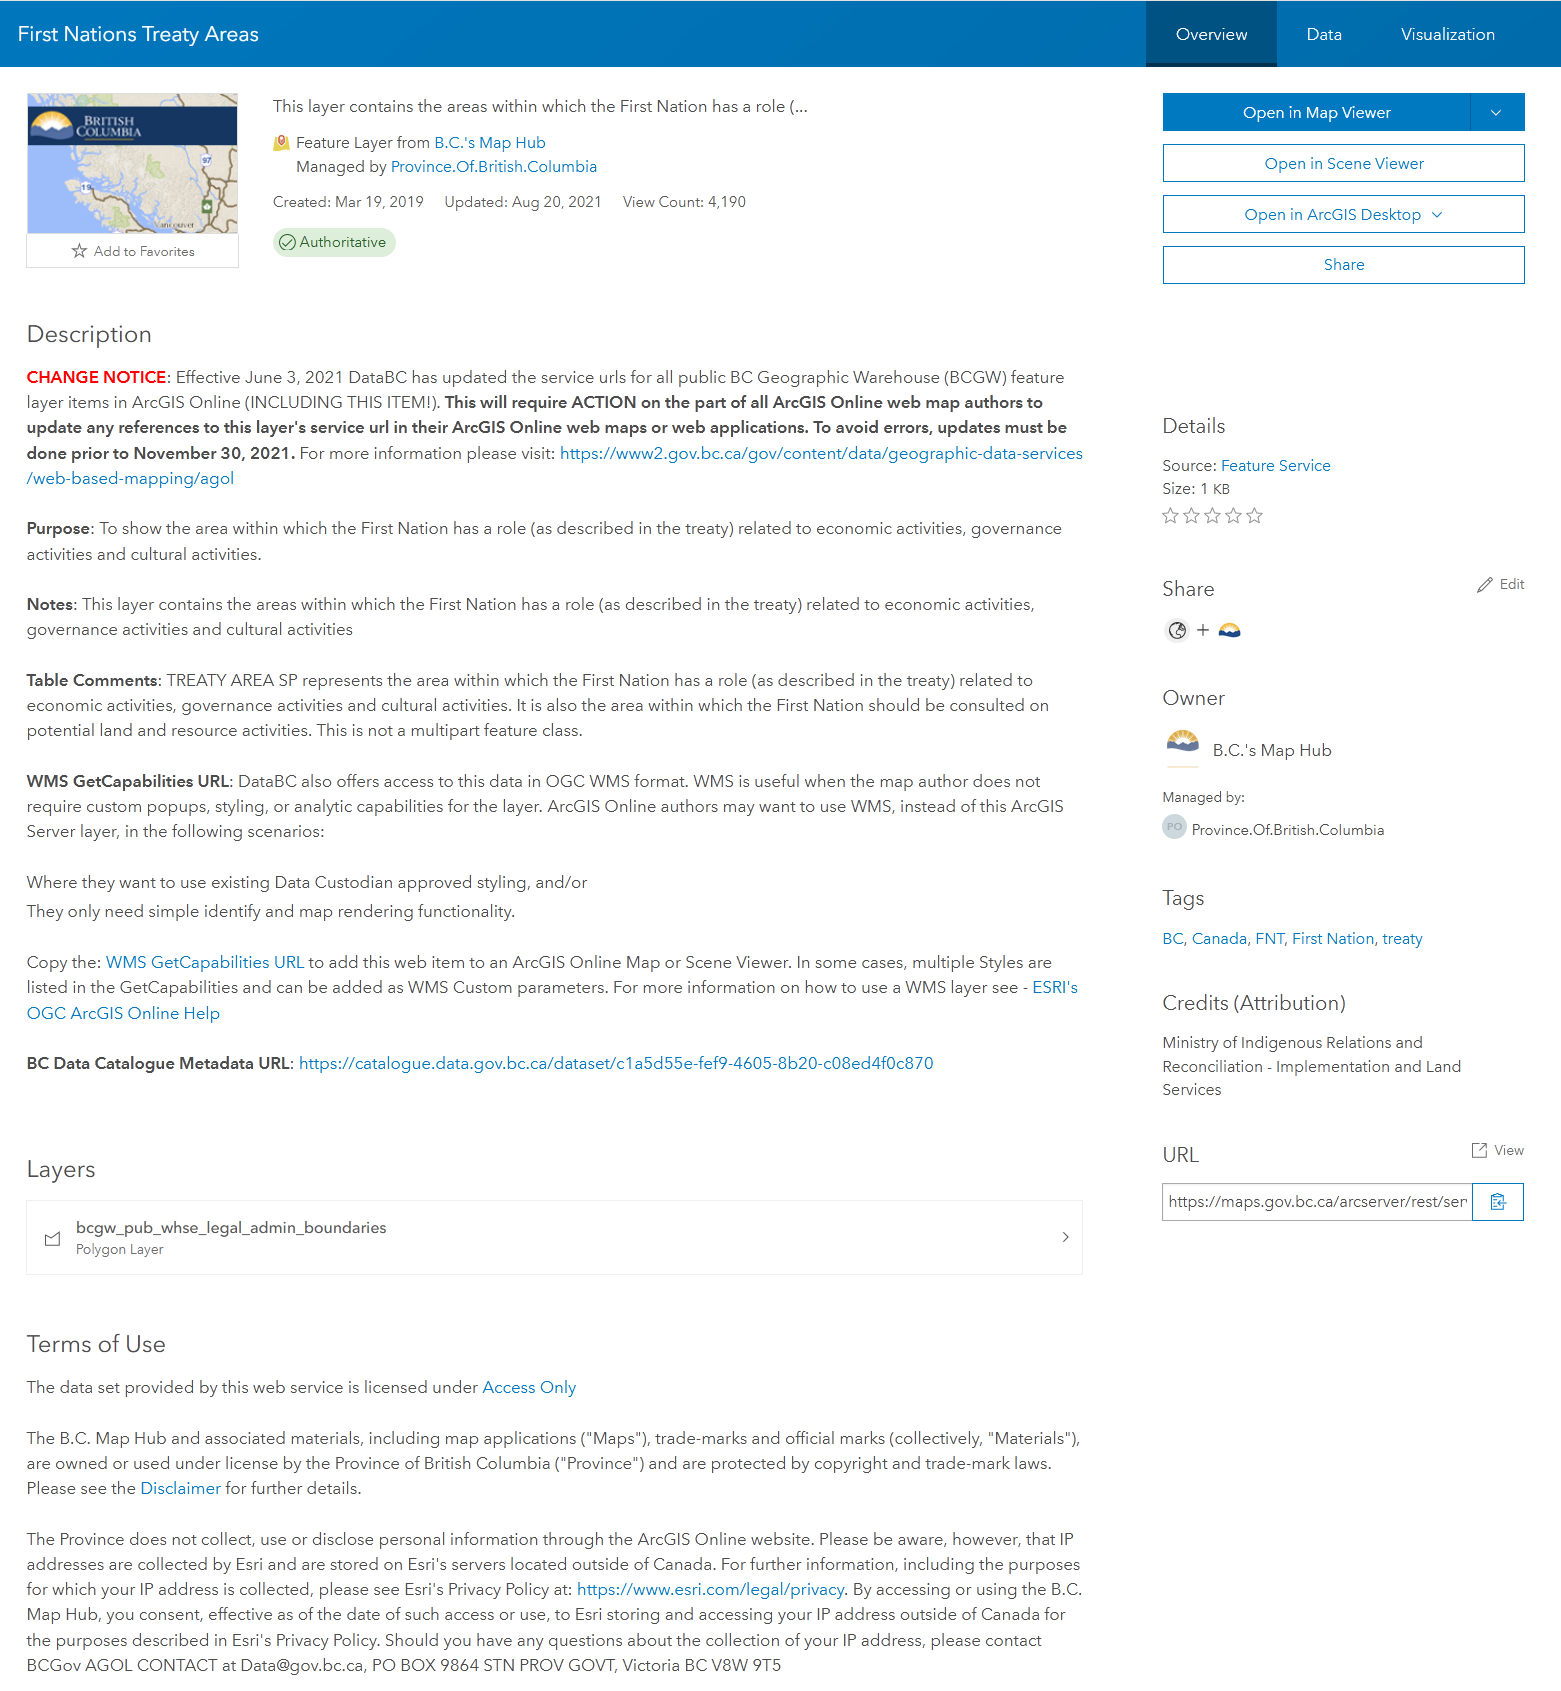 First Nations Treaty Areas
Overview
Data
Visualization
BRITISH
COLUMBIA
97
19
Vancouver
Add to Favorites
This layer contains the areas within which the First Nation has a role (...
Feature Layer from B.C.'s Map Hub
Managed by Province.Of.British.Columbia
Created: Mar 19, 2019 Updated: Aug 20, 2021 View Count: 4,190
Authoritative
Open in Map Viewer
Open in Scene Viewer
Open in ArcGIS Desktop
Share
Description
CHANGE NOTICE: Effective June 3, 2021 DataBC has updated the service urls for all public BC Geographic Warehouse (BCGW) feature
layer items in ArcGIS Online (INCLUDING THIS ITEM!). This will require ACTION on the part of all ArcGIS Online web map authors to
update any references to this layer's service url in their ArcGIS Online web maps or web applications. To avoid errors, updates must be
done prior to November 30, 2021. For more information please visit: https://www2.gov.bc.ca/gov/content/data/geographic-data-services
/web-based-mapping/agol
Purpose: To show the area within which the First Nation has a role (as described in the treaty) related to economic activities, governance
activities and cultural activities.
Notes: This layer contains the areas within which the First Nation has a role (as described in the treaty) related to economic activities,
governance activities and cultural activities
Table Comments: TREATY AREA SP represents the area within which the First Nation has a role (as described in the treaty) related to
economic activities, governance activities and cultural activities. It is also the area within which the First Nation should be consulted on
potential land and resource activities. This is not a multipart feature class.
WMS GetCapabilities URL: DataBC also offers access to this data in OGC WMS format. WMS is useful when the map author does not
require custom popups, styling, or analytic capabilities for the layer. ArcGIS Online authors may want to use WMS, instead of this ArcGIS
Server layer, in the following scenarios:
Where they want to use existing Data Custodian approved styling, and/or
They only need simple identify and map rendering functionality.
Copy the: WMS GetCapabilities URL to add this web item to an ArcGIS Online Map or Scene Viewer. In some cases, multiple Styles are
listed in the GetCapabilities and can be added as WMS Custom parameters. For more information on how to use a WMS layer see - ESRI's
OGC ArcGIS Online Help
BC Data Catalogue Metadata URL: https://catalogue.data.gov.bc.ca/dataset/c1a5d55e-fef9-4605-8b20-c08ed4f0c870
Layers
bcgw_pub_whse_legal_admin_boundaries
Polygon Layer
Terms of Use
The data set provided by this web service is licensed under Access Only
The B.C. Map Hub and associated materials, including map applications ("Maps"), trade-marks and official marks (collectively, "Materials"),
are owned or used under license by the Province of British Columbia ("Province") and are protected by copyright and trade-mark laws.
Please see the Disclaimer for further details.
The Province does not collect, use or disclose personal information through the ArcGIS Online website. Please be aware, however, that IP
addresses are collected by Esri and are stored on Esri's servers located outside of Canada. For further information, including the purposes
for which your IP address is collected, please see Esri's Privacy Policy at: https://www.esri.com/legal/privacy. By accessing or using the B.C.
Map Hub, you consent, effective as of the date of such access or use, to Esri storing and accessing your IP address outside of Canada for
the purposes described in Esri's Privacy Policy. Should you have any questions about the collection of your IP address, please contact
BCGov AGOL CONTACT at Data@gov.bc.ca, PO BOX 9864 STN PROV GOVT, Victoria BC V8W 9T5
Details
Source: Feature Service
Size: 1 KB
Share
Edit
Owner
B.C.'s Map Hub
Managed by:
PO
Province.Of.British.Columbia
Tags
BC, Canada, FNT, First Nation, treaty
Credits (Attribution)
Ministry of Indigenous Relations and
Reconciliation - Implementation and Land
Services
URL
View
https://maps.gov.bc.ca/arcserver/rest/ser